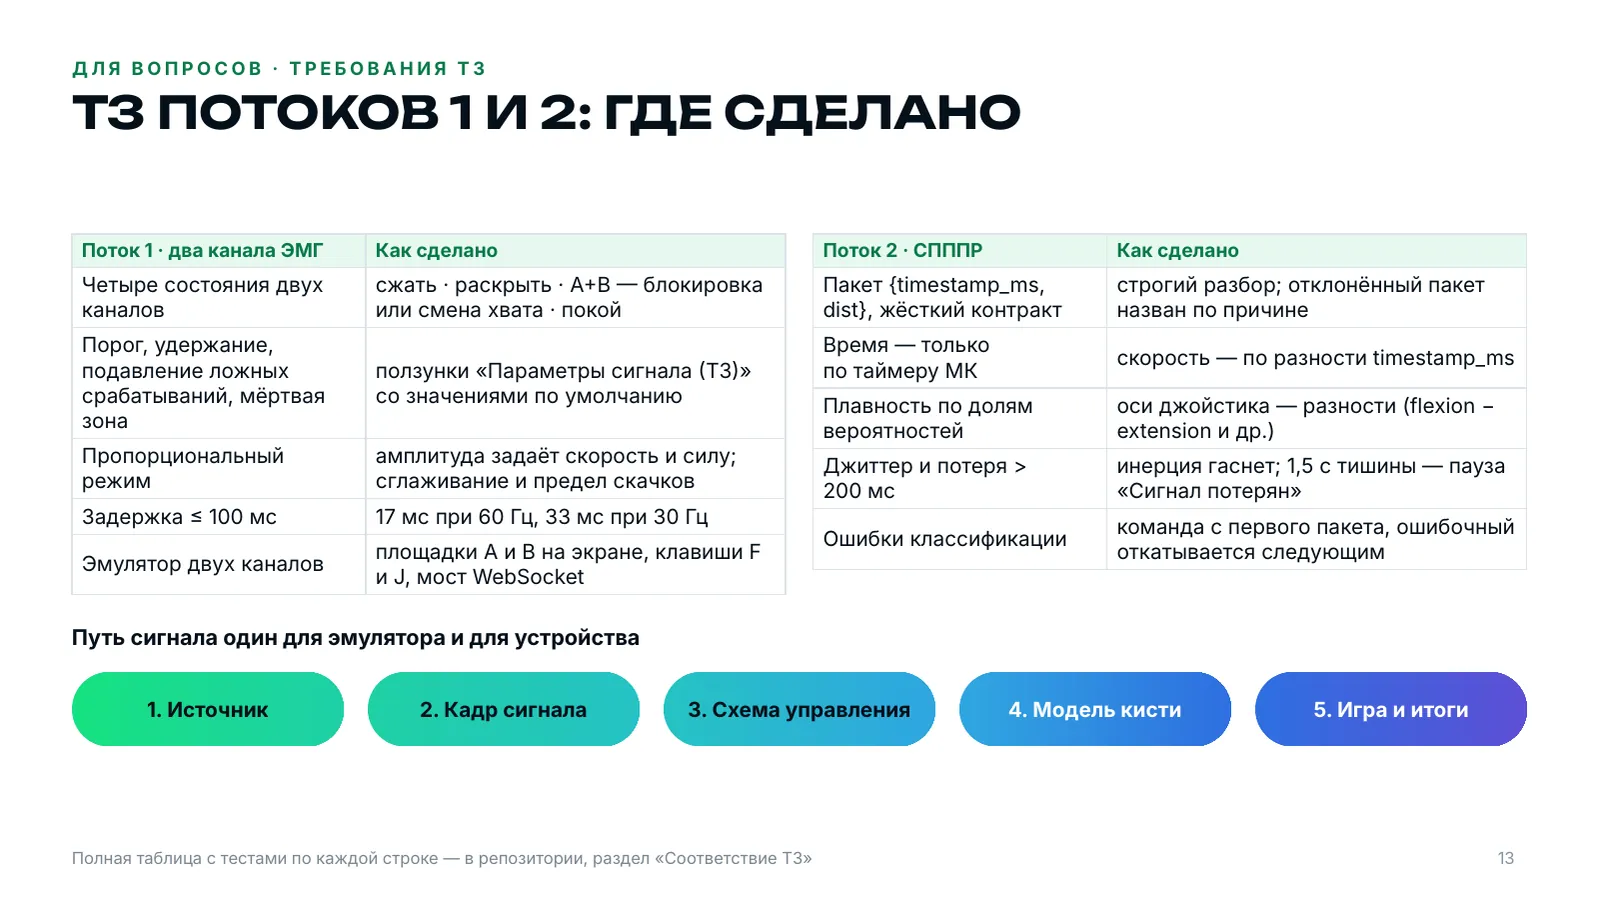 ДЛЯ ВОПРОСОВ · ТРЕБОВАНИЯ ТЗ
ТЗ ПОТОКОВ 1 И 2: ГДЕ СДЕЛАНО
Поток 1 · два канала ЭМГ
Как сделано
Четыре состояния двух
каналов
сжать · раскрыть · A+B — блокировка
или смена хвата · покой
Порог, удержание,
подавление ложных
срабатываний, мёртвая
зона
ползунки «Параметры сигнала (ТЗ)»
со значениями по умолчанию
Пропорциональный
режим
амплитуда задаёт скорость и силу;
сглаживание и предел скачков
Задержка ≤ 100 мс
17 мс при 60 Гц, 33 мс при 30 Гц
Эмулятор двух каналов
площадки A и B на экране, клавиши F
и J, мост WebSocket
Поток 2 · СПППР
Как сделано
Пакет {timestamp_ms,
dist}, жёсткий контракт
строгий разбор; отклонённый пакет
назван по причине
Время — только
по таймеру МК
скорость — по разности timestamp_ms
Плавность по долям
вероятностей
оси джойстика — разности (flexion −
extension и др.)
Джиттер и потеря >
200 мс
инерция гаснет; 1,5 с тишины — пауза
«Сигнал потерян»
Ошибки классификации
команда с первого пакета, ошибочный
откатывается следующим
Путь сигнала один для эмулятора и для устройства
1. Источник
2. Кадр сигнала
3. Схема управления
4. Модель кисти
5. Игра и итоги
Полная таблица с тестами по каждой строке — в репозитории, раздел «Соответствие ТЗ»
13